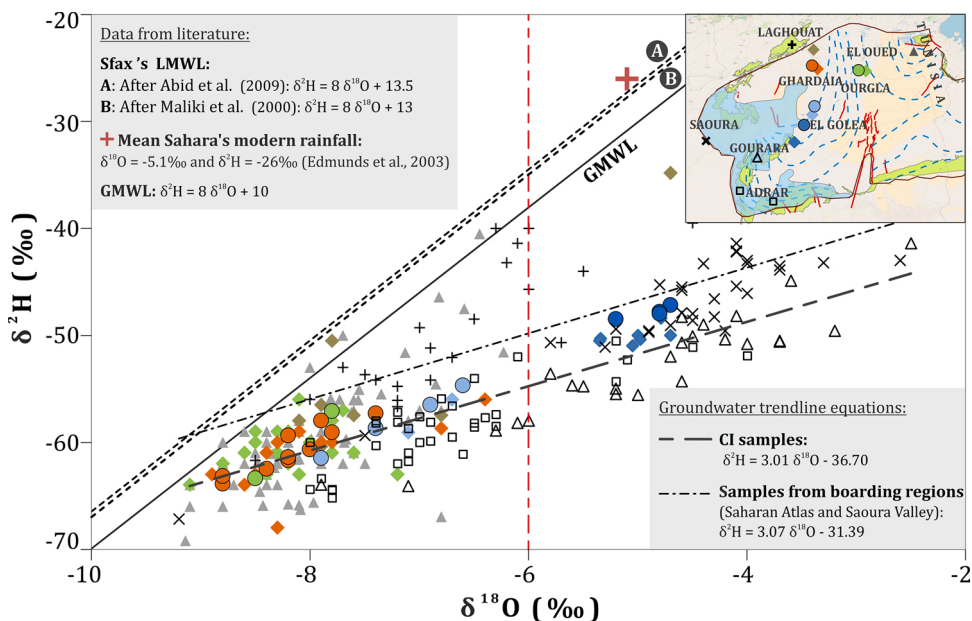 Data from literature:
Sfax's LMWL:
A: After Abid et al. (2009): δ²H = 8 δ¹⁸O + 13.5
B: After Maliki et al. (2000): δ²H = 8 δ¹⁸O + 13
Mean Sahara's modern rainfall:
δ¹⁸O = -5.1‰ and δ²H = -26‰ (Edmunds et al., 2003)
GMWL: δ²H = 8 δ¹⁸O + 10
A
B
GMWL
LAGHOUAT
EL OUED
TUNISIA
GHARDAIA
OURGLA
SAOURA
EL GOLEA
GOURARA
ADRAR
Groundwater trendline equations:
CI samples:
δ²H = 3.01 δ¹⁸O - 36.70
Samples from boarding regions
(Saharan Atlas and Saoura Valley):
δ²H = 3.07 δ¹⁸O - 31.39
-20
-30
-40
-50
-60
-70
δ²H (‰)
-10
-8
-6
-4
-2
δ¹⁸O (‰)